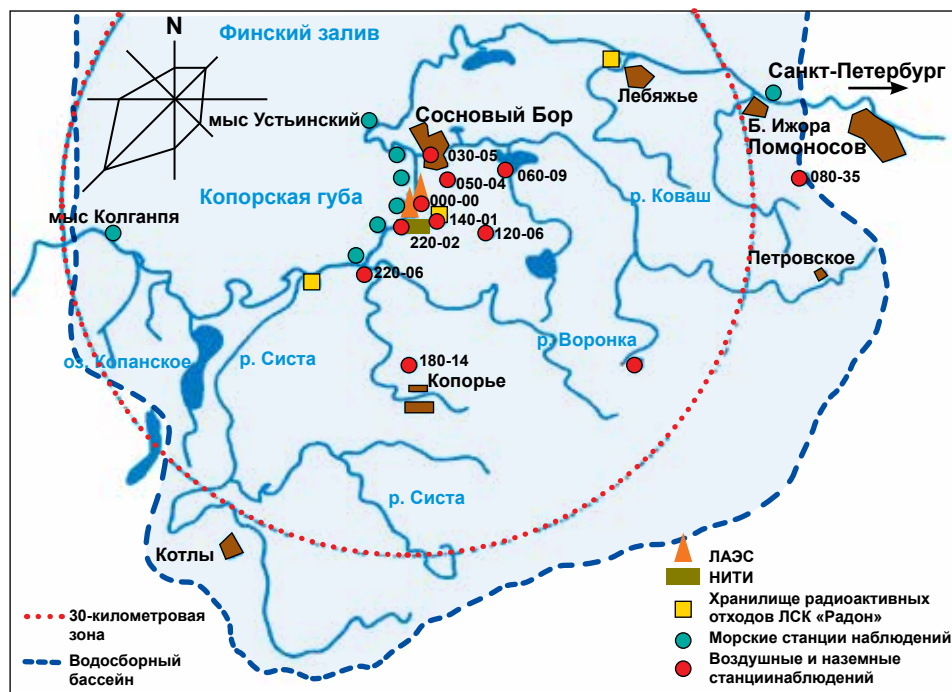 N
Финский залив
Санкт-Петербург
Лебяжье
мыс Устьинский
Сосновый Бор
Б. Ижора
Ломоносов
030-05
060-09
080-35
050-04
Копорская губа
000-00
р. Коваш
мыс Колганпя
140-01
120-06
220-02
Петровское
220-06
р. Воронка
оз. Копанское
р. Систа
180-14
Копорье
р. Систа
Котлы
ЛАЭС
НИТИ
Хранилище радиоактивных
отходов ЛСК «Радон»
30-километровая
зона
Морские станции наблюдений
Водосборный
бассейн
Воздушные и наземные
станциинаблюдений